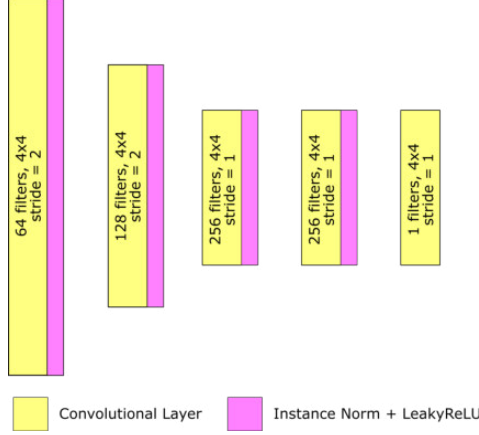 64 filters, 4x4
stride = 2
128 filters, 4x4
stride = 2
256 filters, 4x4
stride = 1
256 filters, 4x4
stride = 1
1 filters, 4x4
stride = 1
Convolutional Layer
Instance Norm + LeakyReLU